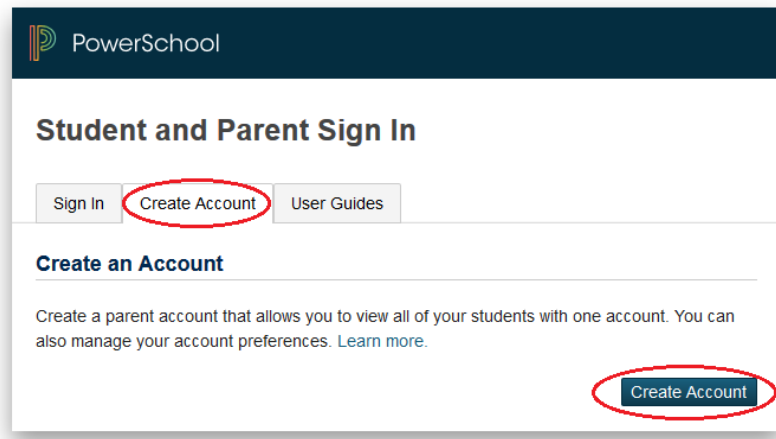 PowerSchool
Student and Parent Sign In
Sign In Create Account User Guides
Create an Account
Create a parent account that allows you to view all of your students with one account. You can
also manage your account preferences. Learn more.
Create Account